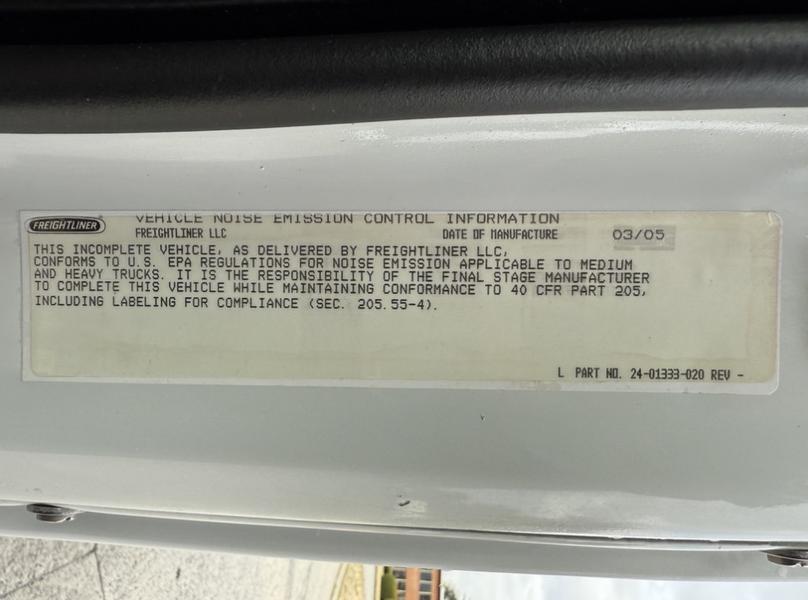 FREIGHTLINER
VEHICLE NOISE EMISSION CONTROL INFORMATION
FREIGHTLINER LLC DATE OF MANUFACTURE 03/05
THIS INCOMPLETE VEHICLE, AS DELIVERED BY FREIGHTLINER LLC,
CONFORMS TO U.S. EPA REGULATIONS FOR NOISE EMISSION APPLICABLE TO MEDIUM
AND HEAVY TRUCKS. IT IS THE RESPONSIBILITY OF THE FINAL STAGE MANUFACTURER
TO COMPLETE THIS VEHICLE WHILE MAINTAINING CONFORMANCE TO 40 CFR PART 205,
INCLUDING LABELING FOR COMPLIANCE (SEC. 205.55-4).
L PART NO. 24-01333-020 REV -